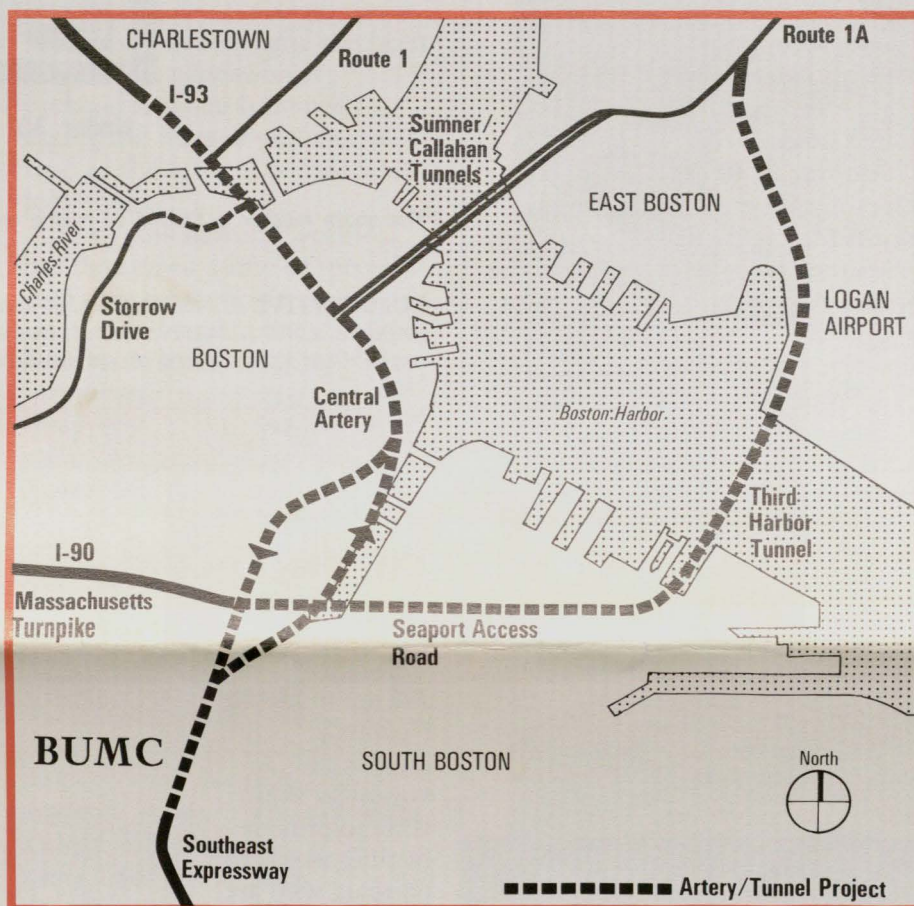 CHARLESTOWN
Route 1
Route 1A
I-93
Sumner/
Callahan
Tunnels
EAST BOSTON
Charles River
Storrow
Drive
BOSTON
LOGAN
AIRPORT
Central
Artery
Boston Harbor
Third
Harbor
Tunnel
I-90
Massachusetts
Turnpike
Seaport Access
Road
BUMC
SOUTH BOSTON
North
Southeast
Expressway
Artery/Tunnel Project